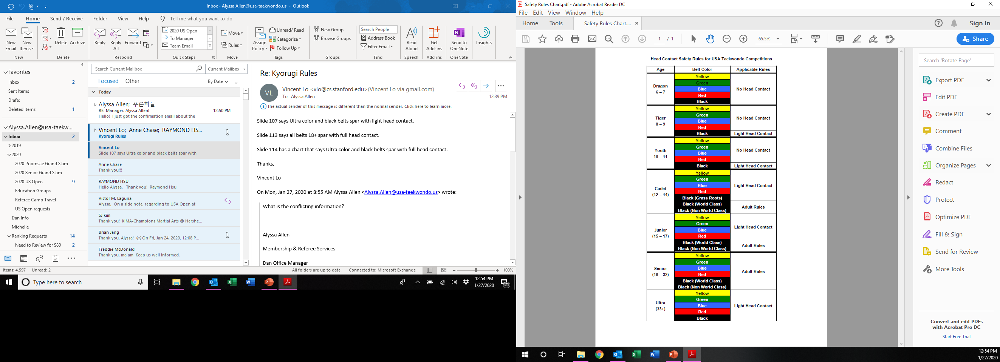 Inbox - Alyssa.Allen@usa-taekwondo.us - Outlook
File Home Send / Receive Folder View Help Tell me what you want to do
New Email
New Items
New
Delete
Archive
Delete
Reply
Reply All
Forward
Respond
2020 US Open
To Manager
Team Email
Quick Steps
Move
Rules
Move
Assign Policy
Unread/ Read
Categorize
Follow Up
Tags
New Group
Browse Groups
Groups
Search People
Address Book
Filter Email
Find
Read Aloud
Speech
Get Add-ins
Add-ins
Send to OneNote
OneNote
Insights
Favorites
Inbox 2
Sent Items
Drafts
Deleted Items 1
Alyssa.Allen@usa-taekw...
Inbox 2
2019
2020
2020 Poomsae Grand Slam
2020 Senior Grand Slam
2020 US Open 9
Education Groups
Referee Camp Travel
US Open requests
Dan Info
Michelle
Ranking Requests 14
Need to Review for S80 2
Items: 4,597 Unread: 2
Search Current Mailbox
Current Mailbox
Focused Other By Date
Today
Alyssa Allen; 푸른하늘
RE: Manager. Alyssa Allen! 12:50 PM
Hello! I just got the confirmation email about the
Vincent Lo; Anne Chase; RAYMOND HS...
Kyorugi Rules
Vincent Lo
Slide 107 says Ultra color and black belts spar with
Anne Chase
Thank you!!!
RAYMOND HSU
Hello Alyssa, Thank you! Raymond Hsu
Victor M. Laguna
Alyssa, On a side note, regarding to USA Open at
SJ Kim
Thank you! KIMA-Champions Martial Arts @ Hershe...
Brian Jang
Thank you, Alyssa! On Fri, Jan 24, 2020, 12:08 P...
Freddie McDonald
Thank you, ma'am. Keep us well informed.
Re: Kyorugi Rules
VL
Vincent Lo <vlo@cs.stanford.edu>(Vincent Lo via gmail.com)
To Alyssa Allen 12:39 PM
The actual sender of this message is different than the normal sender. Click here to learn more.
Slide 107 says Ultra color and black belts spar with light head contact.
Slide 113 says all belts 18+ spar with full head contact.
Slide 114 has a chart that says Ultra color and black belts spar with full head contact.
Thanks,
Vincent Lo
On Mon, Jan 27, 2020 at 8:55 AM Alyssa Allen <Alyssa.Allen@usa-taekwondo.us> wrote:
What is the conflicting information?
Alyssa Allen
Membership & Referee Services
Dan Office Manager
All folders are up to date. Connected to: Microsoft Exchange 100%
Type here to search
12:54 PM
1/27/2020
21
Safety Rules Chart.pdf - Adobe Acrobat Reader DC
File Edit View Window Help
Home Tools Safety Rules Chart.... × Sign In
1 / 1 65.5% Share
Head Contact Safety Rules for USA Taekwondo Competitions
Age Belt Color Applicable Rules
Dragon
6 – 7
Yellow
Green
Blue
Red
Black
No Head Contact
Tiger
8 – 9
Yellow
Green
Blue
Red
No Head Contact
Black
Light Head Contact
Youth
10 – 11
Yellow
Green
Blue
Red
No Head Contact
Black
Light Head Contact
Cadet
(12 – 14)
Yellow
Green
Blue
Red
Black (Grass Roots)
Light Head Contact
Black (World Class)
Black (Non World Class)
Adult Rules
Junior
(15 – 17)
Yellow
Green
Blue
Red
Light Head Contact
Black (World Class)
Black (Non World Class)
Adult Rules
Senior
(18 – 32)
Yellow
Green
Blue
Red
Black (World Class)
Black (Non World Class)
Adult Rules
Ultra
(33+)
Yellow
Green
Blue
Red
Black
Light Head Contact
Search 'Rotate Page'
Export PDF
Edit PDF
Create PDF
Comment
Combine Files
Organize Pages
Redact
Protect
Optimize PDF
Fill & Sign
Send for Review
More Tools
Convert and edit PDFs
with Acrobat Pro DC
Start Free Trial
12:54 PM
1/27/2020